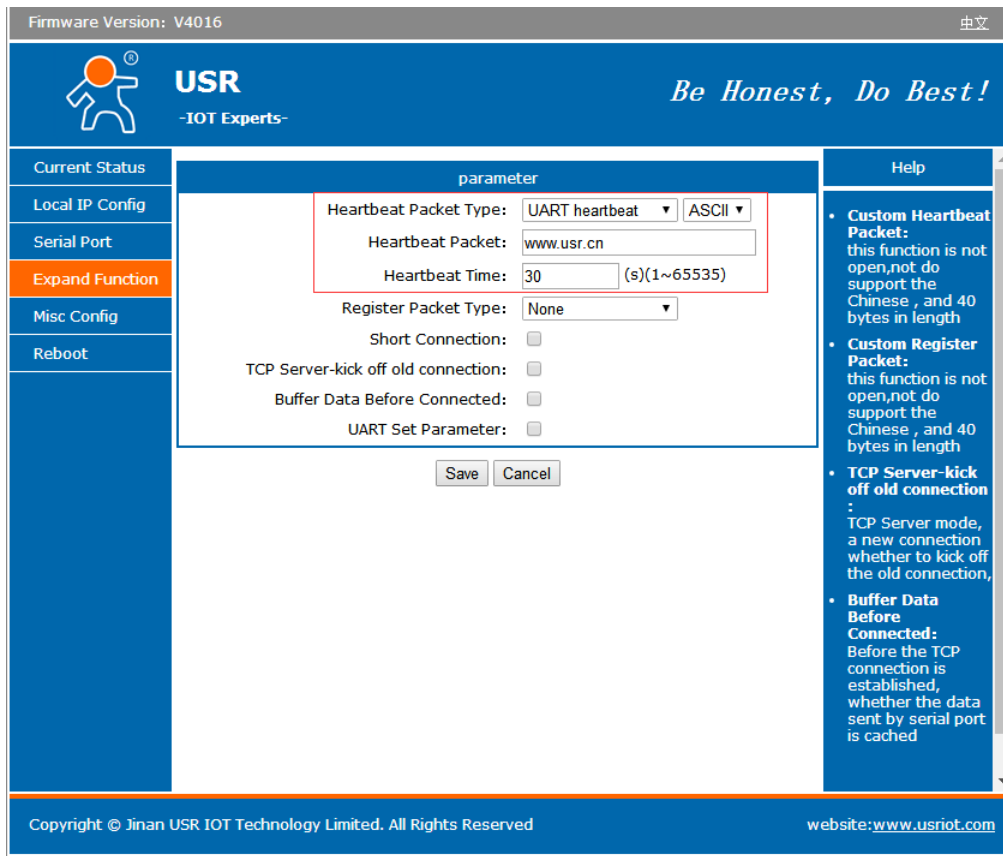 Firmware Version: V4016
中文
®
USR
-IOT Experts-
Be Honest, Do Best!
Current Status
Local IP Config
Serial Port
Expand Function
Misc Config
Reboot
parameter
Heartbeat Packet Type: UART heartbeat ASCII
Heartbeat Packet: www.usr.cn
Heartbeat Time: 30 (s)(1~65535)
Register Packet Type: None
Short Connection:
TCP Server-kick off old connection:
Buffer Data Before Connected:
UART Set Parameter:
Save Cancel
Help
• Custom Heartbeat
Packet:
this function is not
open,not do
support the
Chinese , and 40
bytes in length
• Custom Register
Packet:
this function is not
open,not do
support the
Chinese , and 40
bytes in length
• TCP Server-kick
off old connection
:
TCP Server mode,
a new connection
whether to kick off
the old connection,
• Buffer Data
Before
Connected:
Before the TCP
connection is
established,
whether the data
sent by serial port
is cached
Copyright © Jinan USR IOT Technology Limited. All Rights Reserved
website:www.usriot.com